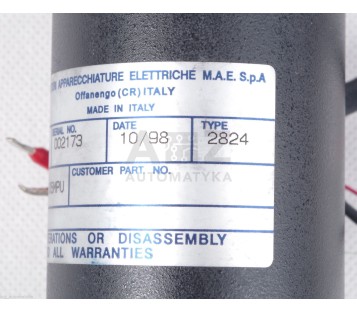 APPARECCHIATURE ELETTRICHE M.A.E. S.p.A
Offanengo (CR) ITALY
MADE IN ITALY
SERIAL NO. DATE TYPE
002173 10/98 2824
CUSTOMER PART NO.
AUTOMATYKA
OR DISASSEMBLY
ALL WARRANTIES